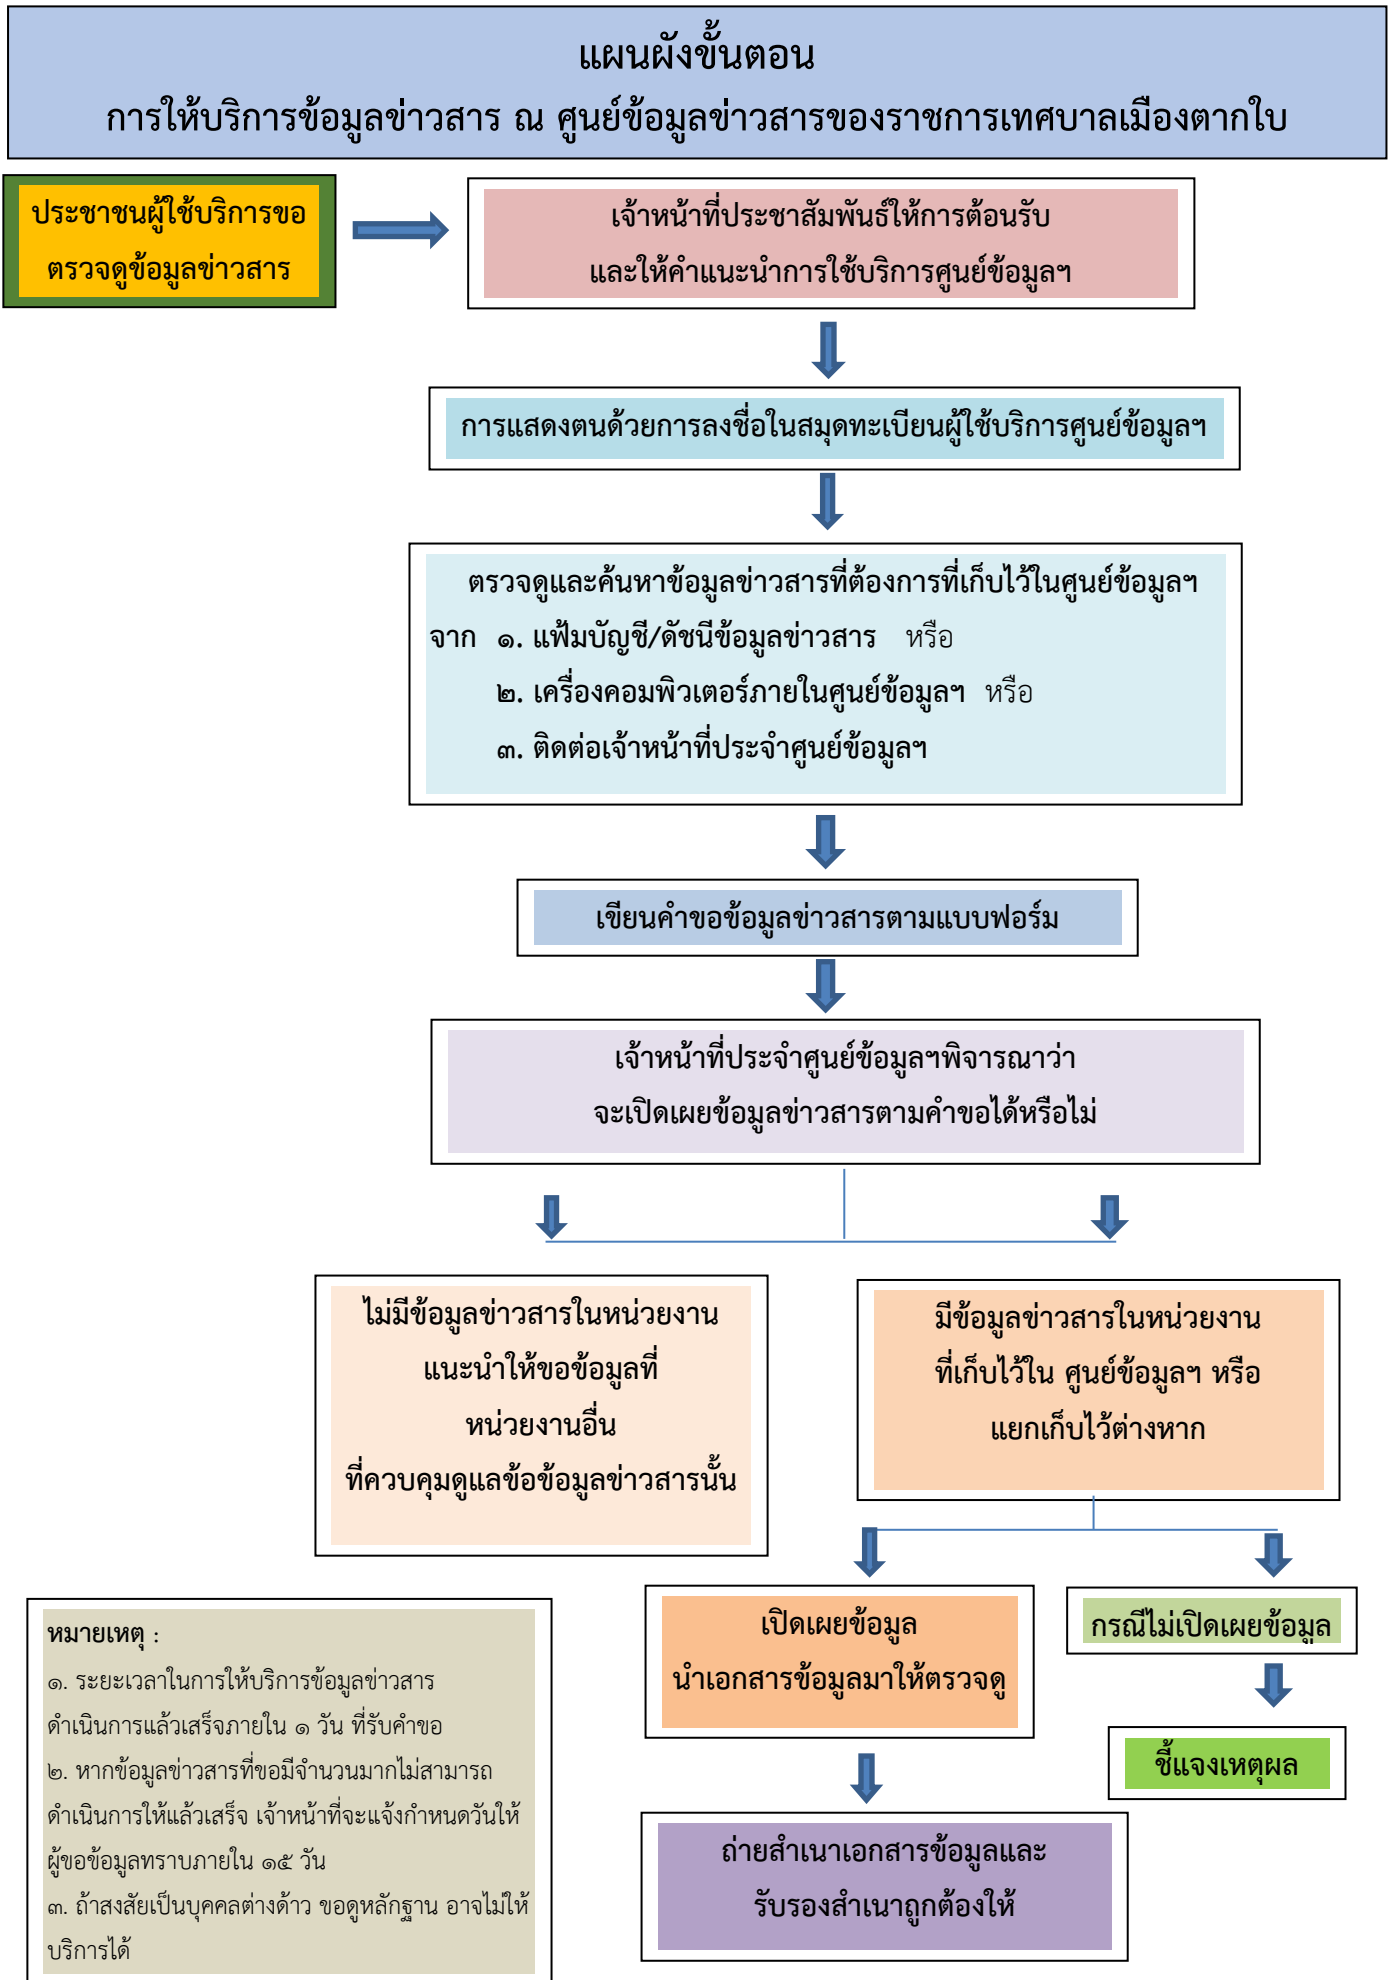 แผนผังขั้นตอน
การให้บริการข้อมูลข่าวสาร ณ ศูนย์ข้อมูลข่าวสารของราชการเทศบาลเมืองตากใบ
ประชาชนผู้ใช้บริการขอ
ตรวจดูข้อมูลข่าวสาร
เจ้าหน้าที่ประชาสัมพันธ์ให้การต้อนรับ
และให้คำแนะนำการใช้บริการศูนย์ข้อมูลฯ
การแสดงตนด้วยการลงชื่อในสมุดทะเบียนผู้ใช้บริการศูนย์ข้อมูลฯ
ตรวจดูและค้นหาข้อมูลข่าวสารที่ต้องการที่เก็บไว้ในศูนย์ข้อมูลฯ
จาก ๑. แฟ้มบัญชี/ดัชนีข้อมูลข่าวสาร หรือ
๒. เครื่องคอมพิวเตอร์ภายในศูนย์ข้อมูลฯ หรือ
๓. ติดต่อเจ้าหน้าที่ประจำศูนย์ข้อมูลฯ
เขียนคำขอข้อมูลข่าวสารตามแบบฟอร์ม
เจ้าหน้าที่ประจำศูนย์ข้อมูลฯพิจารณาว่า
จะเปิดเผยข้อมูลข่าวสารตามคำขอได้หรือไม่
ไม่มีข้อมูลข่าวสารในหน่วยงาน
แนะนำให้ขอข้อมูลที่
หน่วยงานอื่น
ที่ควบคุมดูแลข้อข้อมูลข่าวสารนั้น
มีข้อมูลข่าวสารในหน่วยงาน
ที่เก็บไว้ใน ศูนย์ข้อมูลฯ หรือ
แยกเก็บไว้ต่างหาก
เปิดเผยข้อมูล
นำเอกสารข้อมูลมาให้ตรวจดู
กรณีไม่เปิดเผยข้อมูล
ชี้แจงเหตุผล
ถ่ายสำเนาเอกสารข้อมูลและ
รับรองสำเนาถูกต้องให้
หมายเหตุ :
๑. ระยะเวลาในการให้บริการข้อมูลข่าวสาร
ดำเนินการแล้วเสร็จภายใน ๑ วัน ที่รับคำขอ
๒. หากข้อมูลข่าวสารที่ขอมีจำนวนมากไม่สามารถ
ดำเนินการให้แล้วเสร็จ เจ้าหน้าที่จะแจ้งกำหนดวันให้
ผู้ขอข้อมูลทราบภายใน ๑๕ วัน
๓. ถ้าสงสัยเป็นบุคคลต่างด้าว ขอดูหลักฐาน อาจไม่ให้
บริการได้